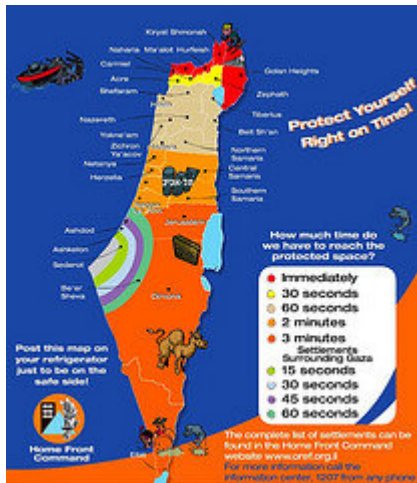 Kiryat Shimonah
Naharia Ma'alot Hurfeish
Carmiel
Acre
Shefaram
Haifa
Nazareth
Yokne'am
Zichron
Ya'acov
Netanya
Herzelia
Golan Heights
Zephath
Tiberius
Beit Sh'an
Northern
Samaria
Central
Samaria
Southern
Samaria
Jerusalem
Ashdod
Ashkelon
Sederot
Be'er
Sheva
Dimona
Eilat
Protect Yourself
Right on Time!
How much time do
we have to reach the
protected space?
Immediately
30 seconds
60 seconds
2 minutes
3 minutes
Settlements
Surrounding Gaza
15 seconds
30 seconds
45 seconds
60 seconds
Post this map on
your refrigerator
just to be on the
safe side!
Home Front
Command
The complete list of settlements can be
found in the Home Front Command
website www.oref.org.il
For more information call the
information center, 1207 from any phone